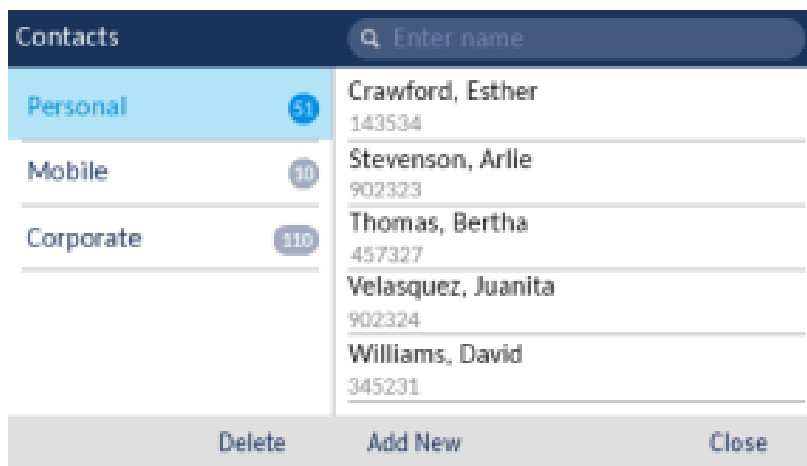 Contacts
Enter name
Personal 51
Mobile 10
Corporate 110
Crawford, Esther
143534
Stevenson, Arlie
902323
Thomas, Bertha
457327
Velasquez, Juanita
902324
Williams, David
345231
Delete Add New Close